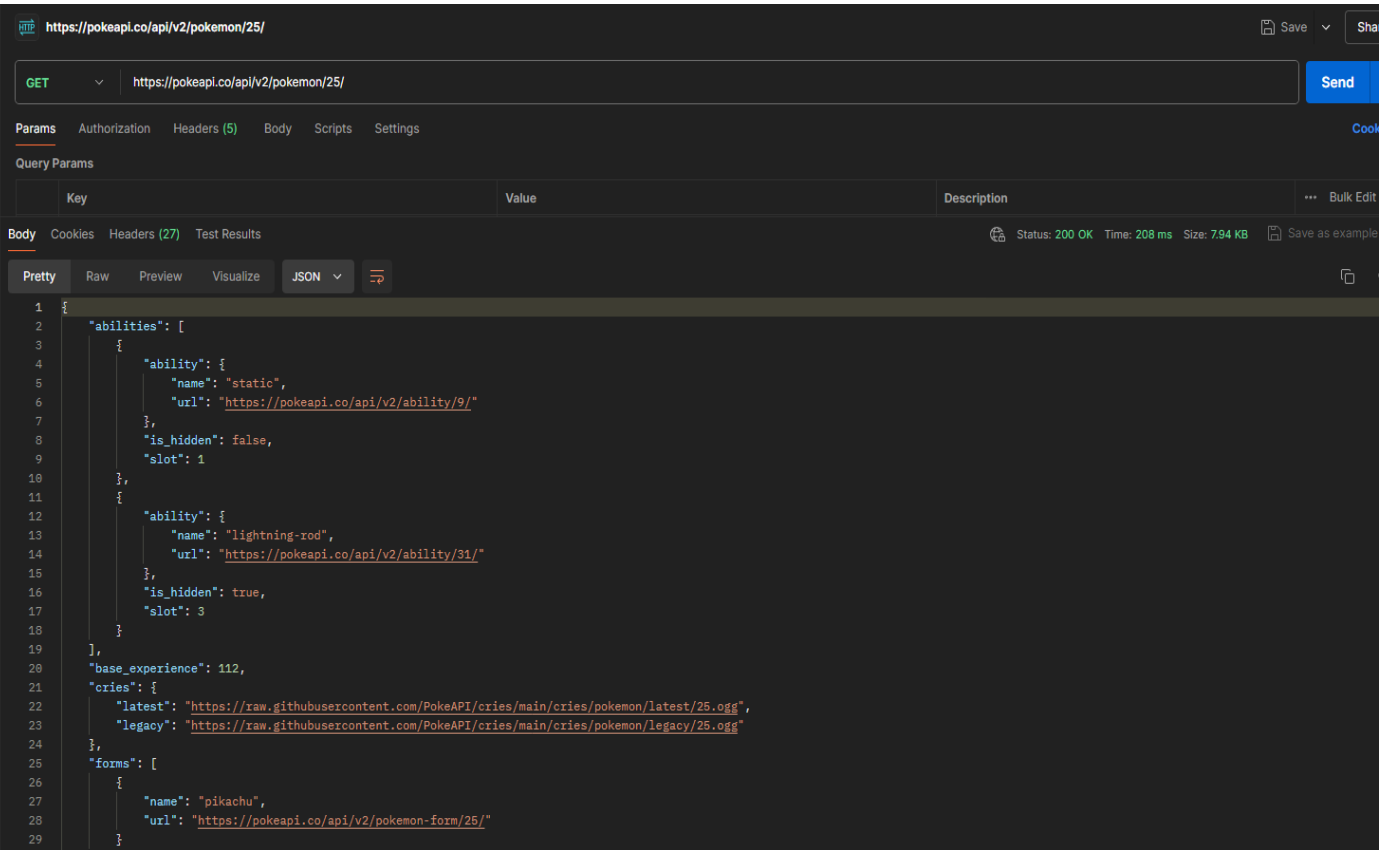 HTTP https://pokeapi.co/api/v2/pokemon/25/ Save
GET https://pokeapi.co/api/v2/pokemon/25/ Send
Params Authorization Headers (5) Body Scripts Settings
Query Params
Key Value Description ••• Bulk Edit
Body Cookies Headers (27) Test Results Status: 200 OK Time: 208 ms Size: 7.94 KB Save as example
Pretty Raw Preview Visualize JSON
1 {
2 "abilities": [
3 {
4 "ability": {
5 "name": "static",
6 "url": "https://pokeapi.co/api/v2/ability/9/"
7 },
8 "is_hidden": false,
9 "slot": 1
10 },
11 {
12 "ability": {
13 "name": "lightning-rod",
14 "url": "https://pokeapi.co/api/v2/ability/31/"
15 },
16 "is_hidden": true,
17 "slot": 3
18 }
19 ],
20 "base_experience": 112,
21 "cries": {
22 "latest": "https://raw.githubusercontent.com/PokeAPI/cries/main/cries/pokemon/latest/25.ogg",
23 "legacy": "https://raw.githubusercontent.com/PokeAPI/cries/main/cries/pokemon/legacy/25.ogg"
24 },
25 "forms": [
26 {
27 "name": "pikachu",
28 "url": "https://pokeapi.co/api/v2/pokemon-form/25/"
29 }